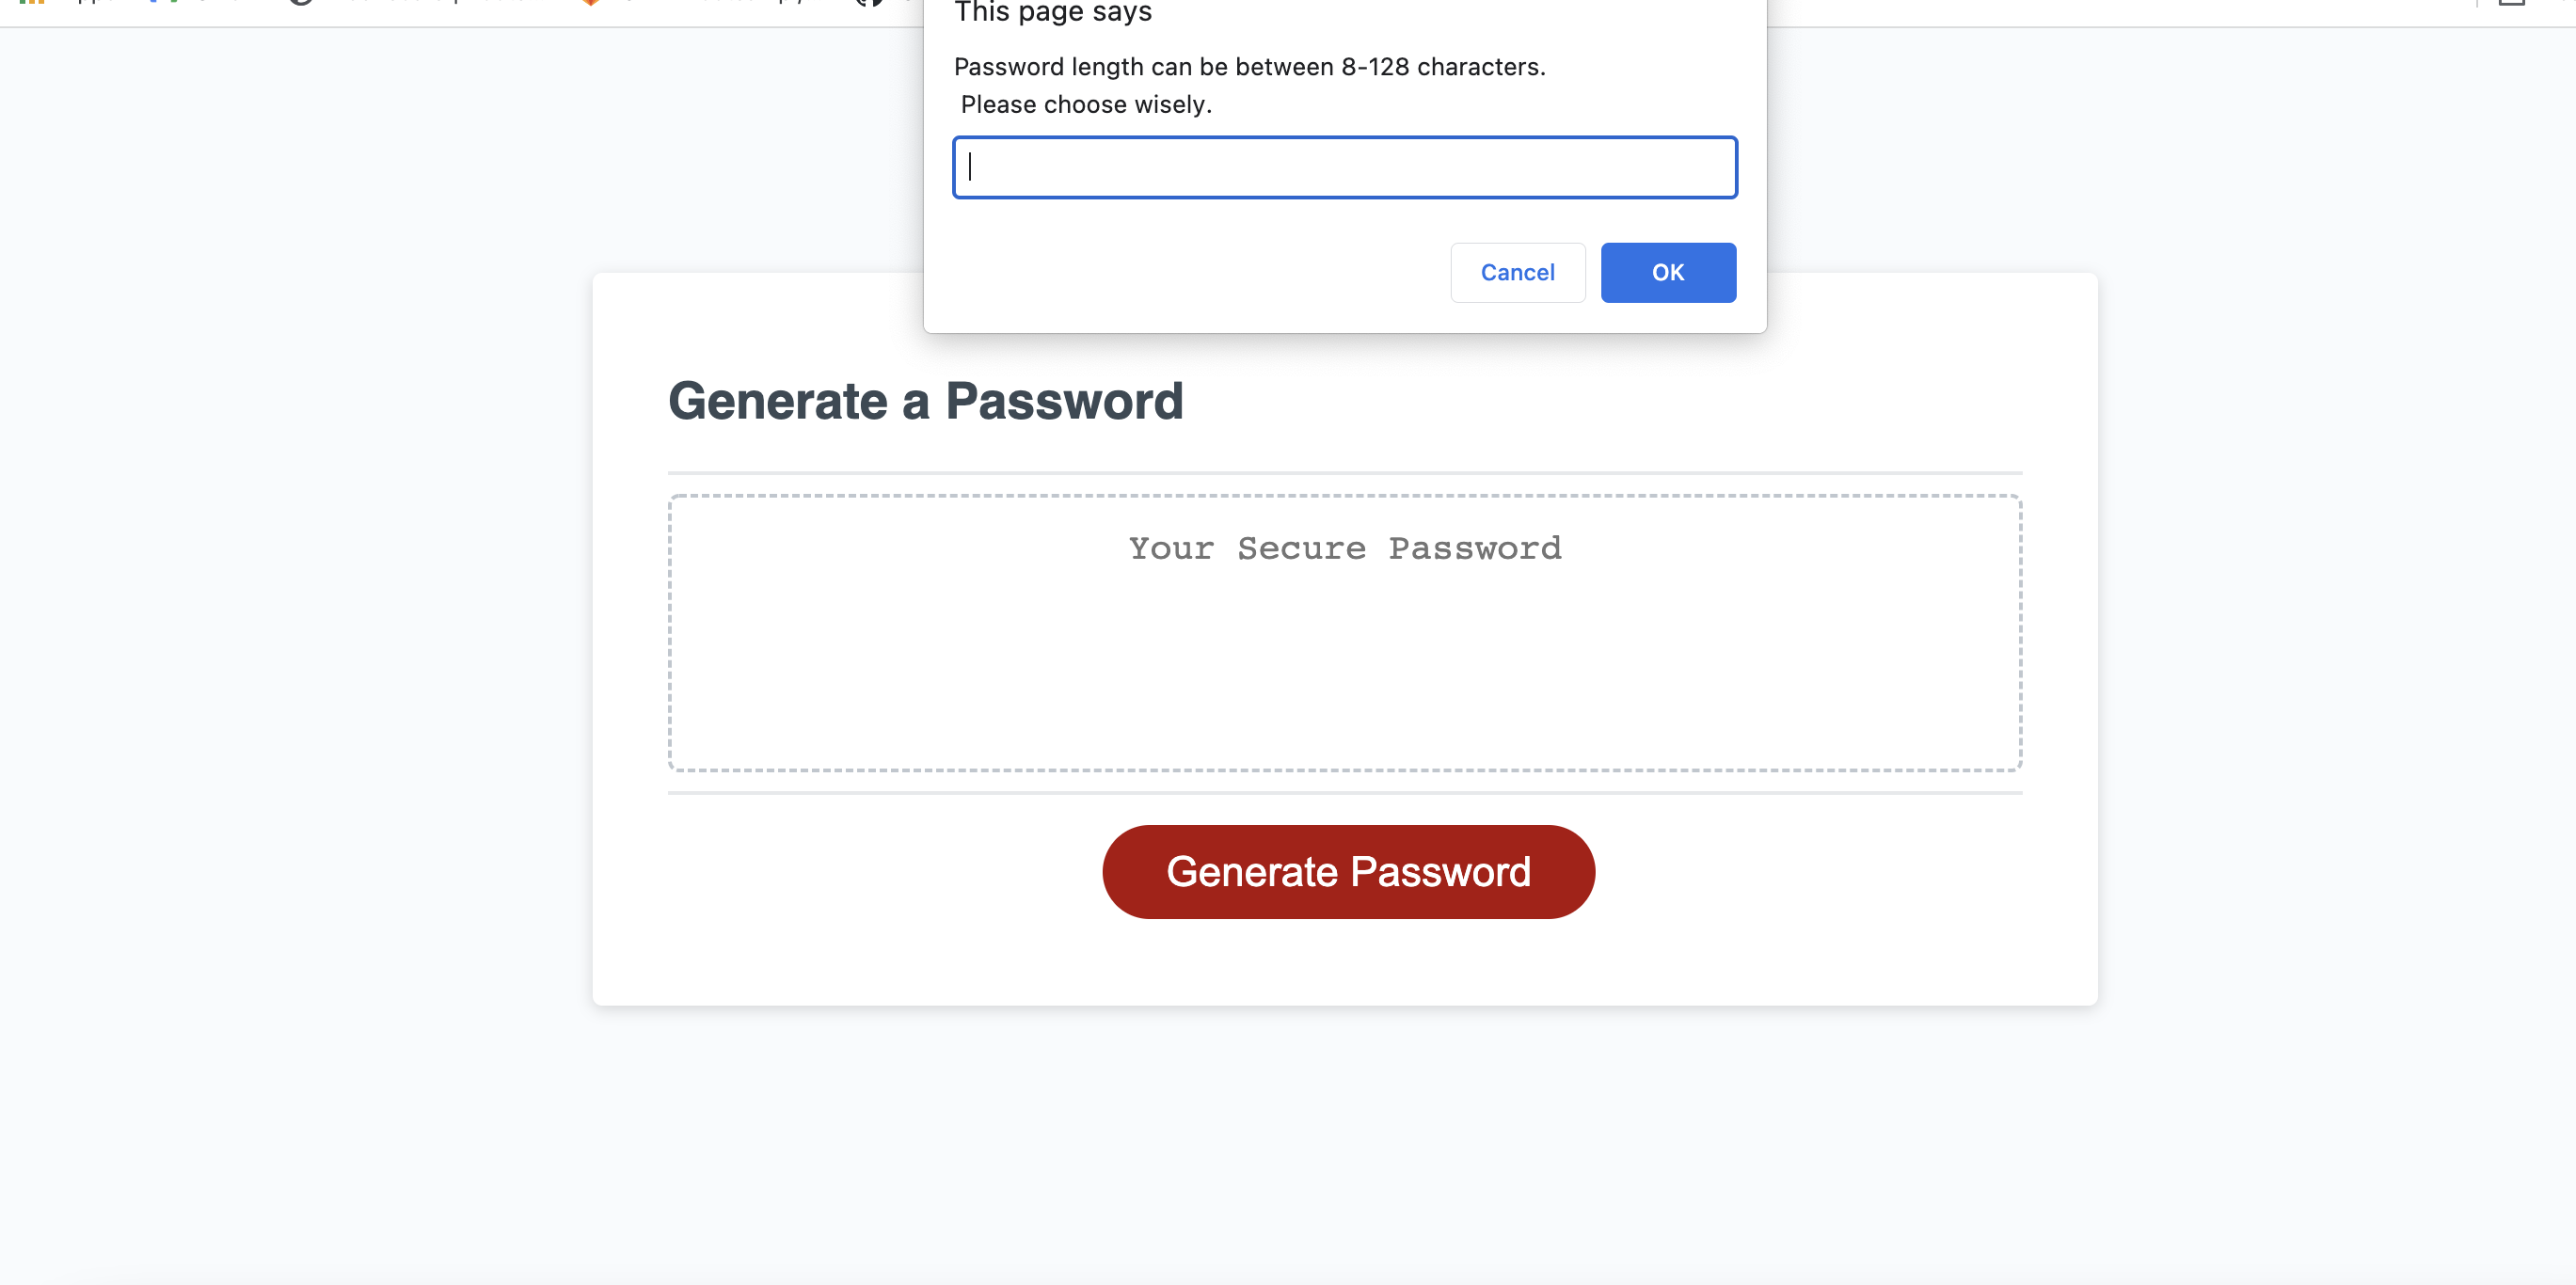 This page says
Password length can be between 8-128 characters.
Please choose wisely.
Cancel
OK
Generate a Password
Your Secure Password
Generate Password